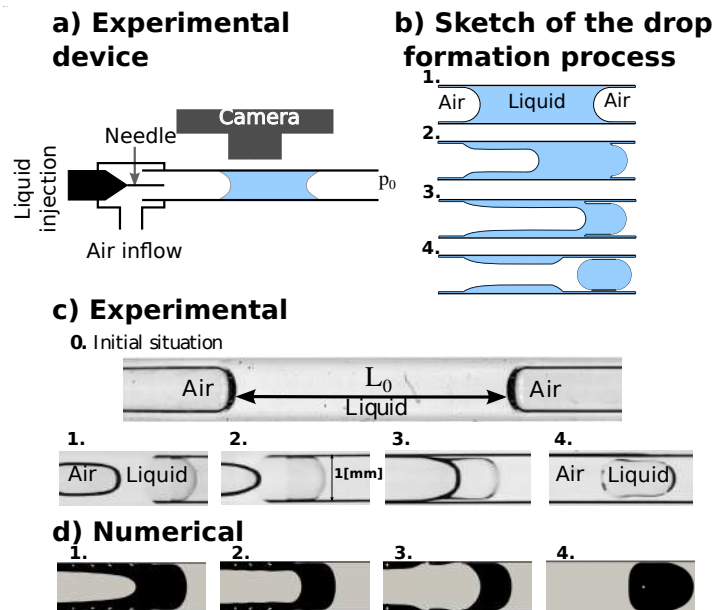 a) Experimental
device
Camera
Needle
Liquid
injection
p0
Air inflow
b) Sketch of the drop
formation process
1.
Air
Liquid
Air
2.
3.
4.
c) Experimental
0. Initial situation
Air
L0
Liquid
Air
1.
Air
Liquid
2.
1[mm]
3.
4.
Air
Liquid
d) Numerical
1.
2.
3.
4.